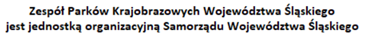 Zespół Parków Krajobrazowych Województwa Śląskiego
jest jednostką organizacyjną Samorządu Województwa Śląskiego